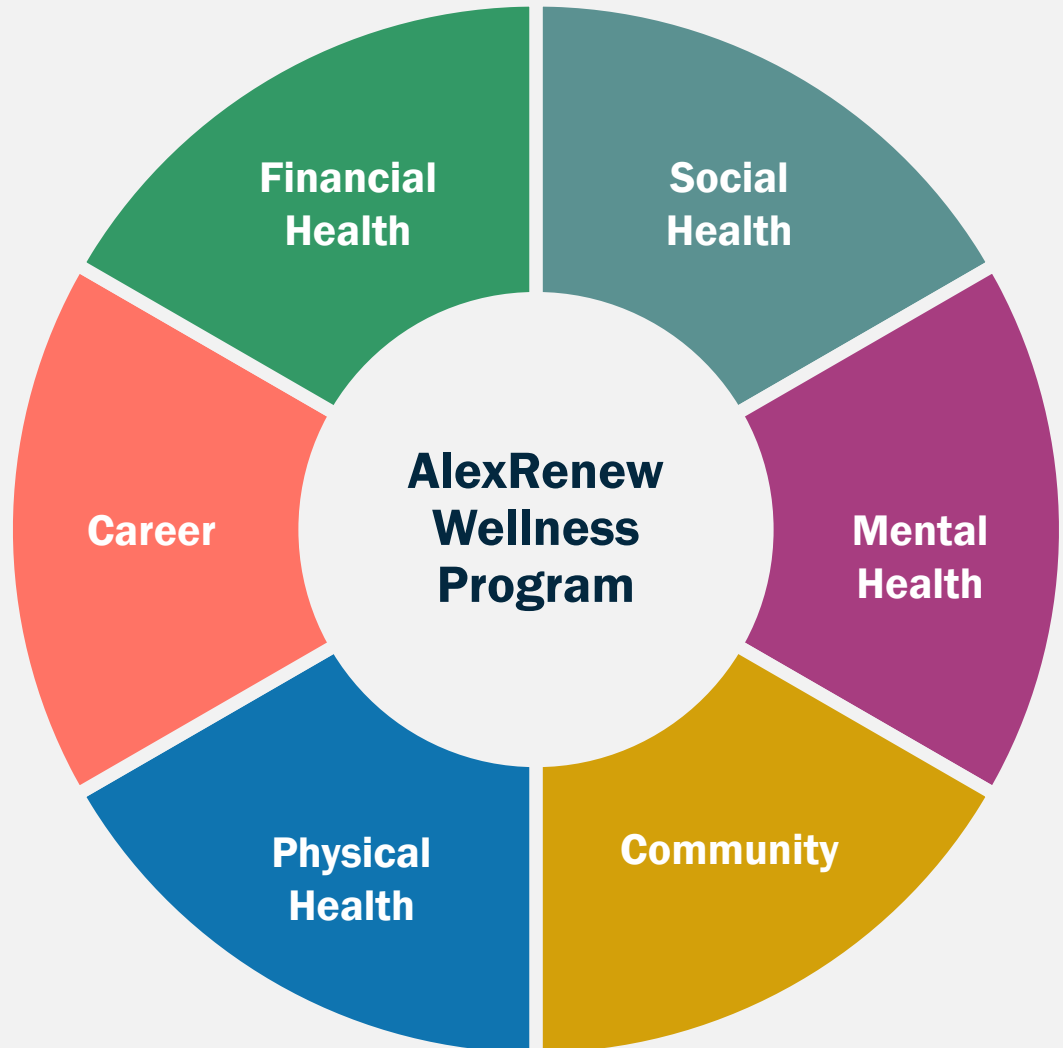 Financial
Health
Social
Health
Career
AlexRenew
Wellness
Program
Mental
Health
Physical
Health
Community